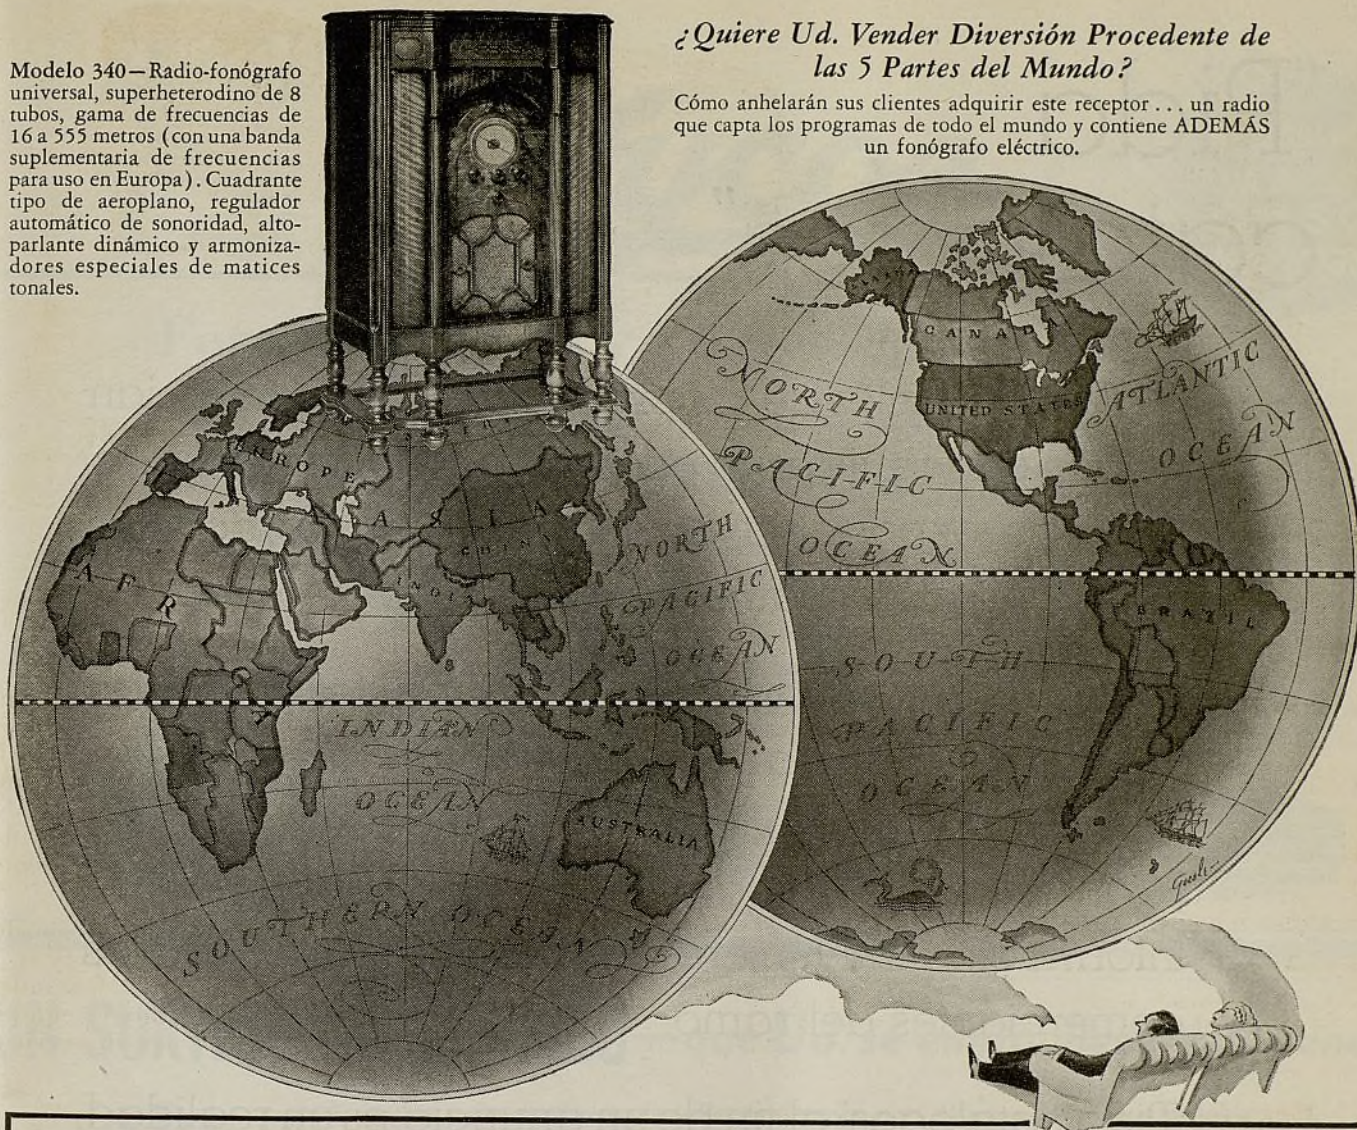 ¿Quiere Ud. Vender Diversión Procedente de
las 5 Partes del Mundo?
Cómo anhelarán sus clientes adquirir este receptor . . . un radio
que capta los programas de todo el mundo y contiene ADEMÁS
un fonógrafo eléctrico.
Modelo 340—Radio-fonógrafo
universal, superheterodino de 8
tubos, gama de frecuencias de
16 a 555 metros (con una banda
suplementaria de frecuencias
para uso en Europa). Cuadrante
tipo de aeroplano, regulador
automático de sonoridad, alto-
parlante dinámico y armoniza-
dores especiales de matices
tonales.
CANADA
UNITED STATES
NORTH
PACIFIC
OCEAN
ATLANTIC
OCEAN
BRAZIL
SOUTH
PACIFIC
OCEAN
EUROPE
ASIA
CHINA
INDIA
AFR
A
NORTH
PACIFIC
OCEAN
INDIAN
OCEAN
AUSTRALIA
SOUTHERN OCEAN